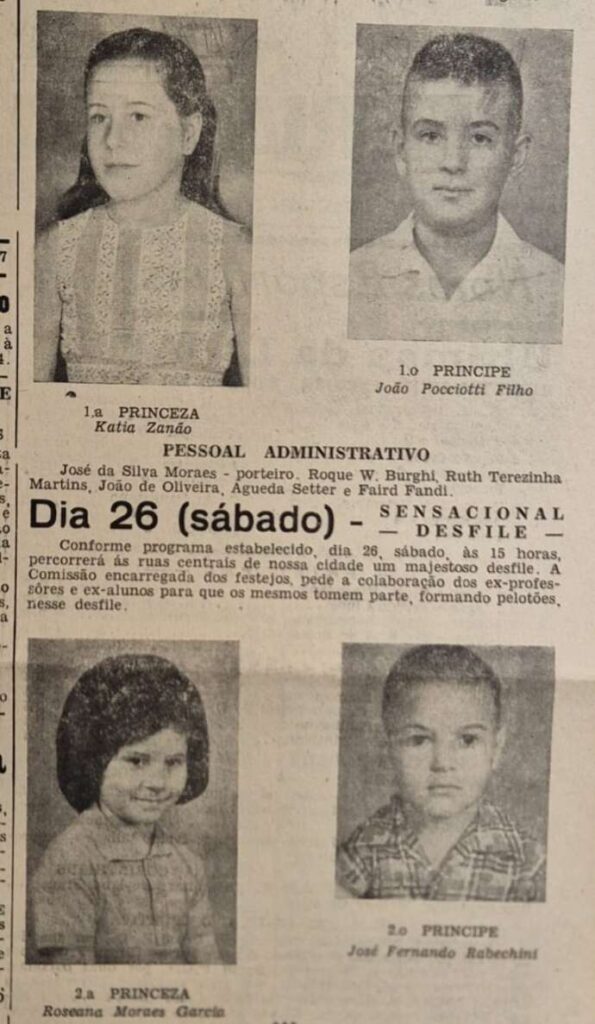 1.a PRINCEZA
Katia Zanão
1.o PRINCIPE
João Pocciotti Filho
PESSOAL ADMINISTRATIVO
José da Silva Moraes - porteiro. Roque W. Burghi, Ruth Terezinha
Martins, João de Oliveira, Agueda Setter e Faird Fandi.
Dia 26 (sábado) - SENSACIONAL
— DESFILE —
Conforme programa estabelecido, dia 26, sábado, às 15 horas,
percorrerá ás ruas centrais de nossa cidade um majestoso desfile. A
Comissão encarregada dos festejos, pede a colaboração dos ex-profes-
sôres e ex-alunos para que os mesmos tomem parte, formando pelotões,
nesse desfile.
2.a PRINCEZA
Roseana Moraes Garcia
2.o PRINCIPE
José Fernando Rabechini